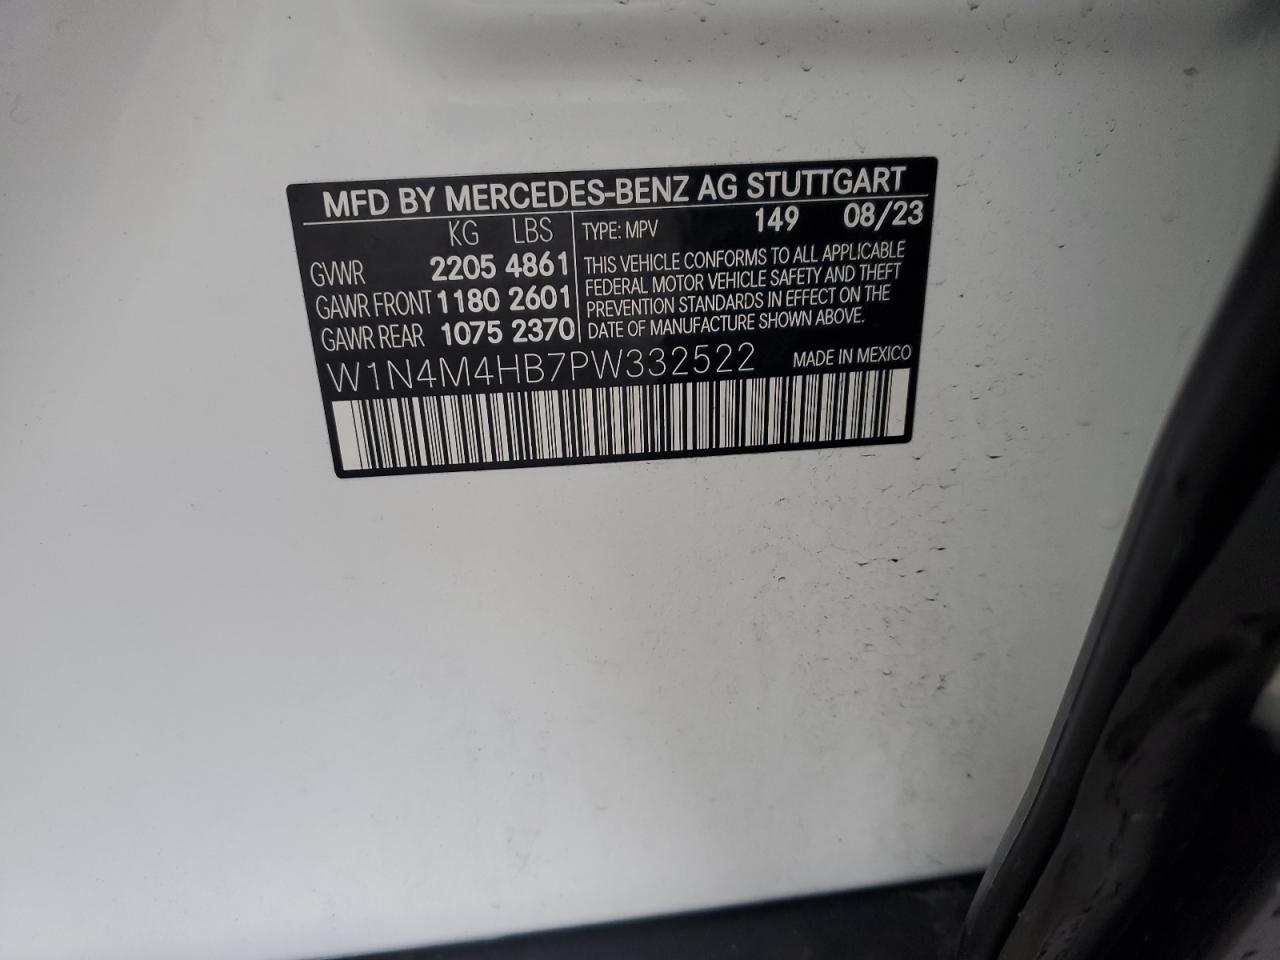 MFD BY MERCEDES-BENZ AG STUTTGART
KG LBS
GVWR 2205 4861
GAWR FRONT 1180 2601
GAWR REAR 1075 2370
TYPE: MPV 149 08/23
THIS VEHICLE CONFORMS TO ALL APPLICABLE
FEDERAL MOTOR VEHICLE SAFETY AND THEFT
PREVENTION STANDARDS IN EFFECT ON THE
DATE OF MANUFACTURE SHOWN ABOVE.
W1N4M4HB7PW332522 MADE IN MEXICO